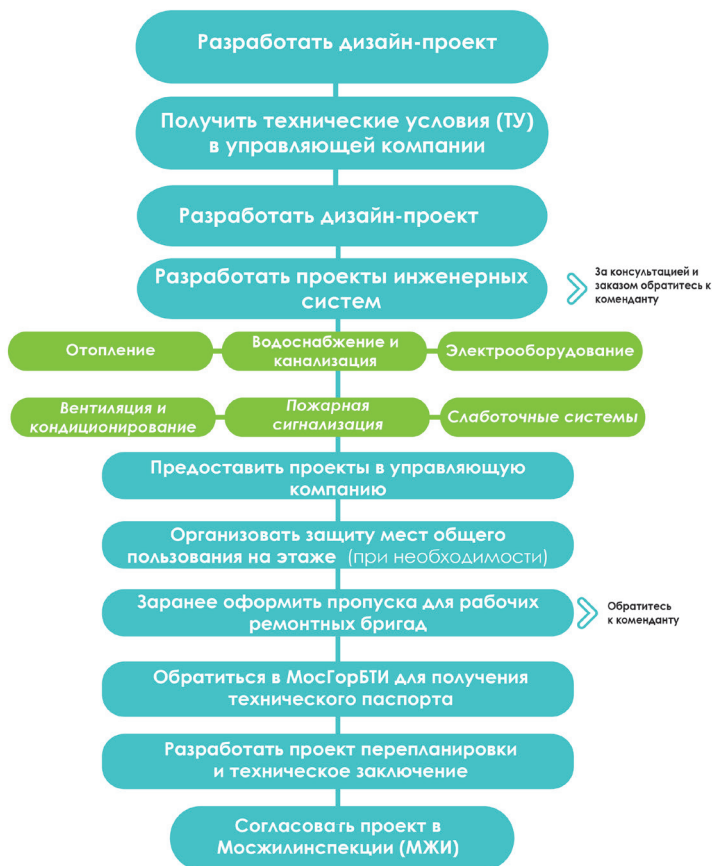 Разработать дизайн-проект
Получить технические условия (ТУ)
в управляющей компании
Разработать дизайн-проект
Разработать проекты инженерных
систем
За консультацией и
заказом обратитесь к
коменданту
Отопление
Водоснабжение и
канализация
Электрооборудование
Вентиляция и
кондиционирование
Пожарная
сигнализация
Слаботочные системы
Предоставить проекты в управляющую
компанию
Организовать защиту мест общего
пользования на этаже (при необходимости)
Заранее оформить пропуска для рабочих
ремонтных бригад
Обратитесь
к коменданту
Обратиться в МосГорБТИ для получения
технического паспорта
Разработать проект перепланировки
и техническое заключение
Согласовать проект в
Мосжилинспекции (МЖИ)